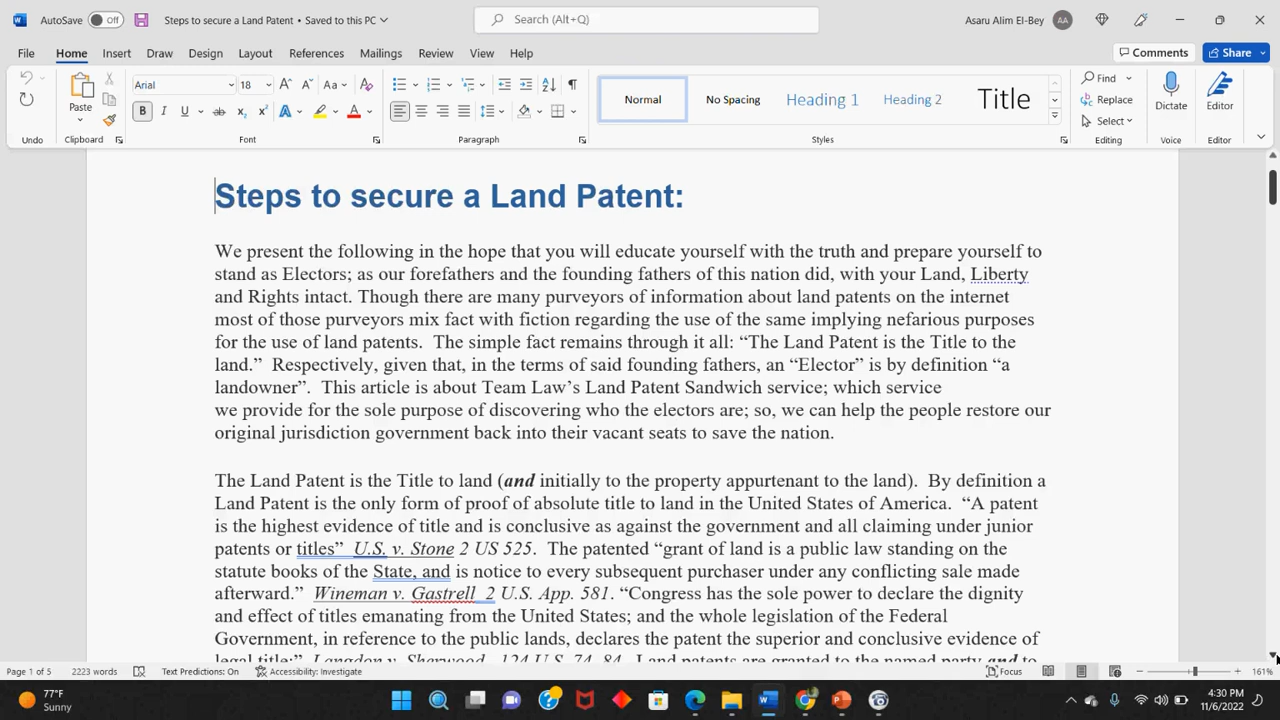 AutoSave Off Steps to secure a Land Patent • Saved to this PC Search (Alt+Q) Asaru Alim El-Bey AA
File Home Insert Draw Design Layout References Mailings Review View Help Comments Share
Arial 18 Aa Find
Paste Normal No Spacing Heading 1 Heading 2 Title Replace Dictate Editor
Select
Undo Clipboard Font Paragraph Styles Editing Voice Editor
Steps to secure a Land Patent:
We present the following in the hope that you will educate yourself with the truth and prepare yourself to
stand as Electors; as our forefathers and the founding fathers of this nation did, with your Land, Liberty
and Rights intact. Though there are many purveyors of information about land patents on the internet
most of those purveyors mix fact with fiction regarding the use of the same implying nefarious purposes
for the use of land patents.  The simple fact remains through it all: “The Land Patent is the Title to the
land.”  Respectively, given that, in the terms of said founding fathers, an “Elector” is by definition “a
landowner”.  This article is about Team Law’s Land Patent Sandwich service; which service
we provide for the sole purpose of discovering who the electors are; so, we can help the people restore our
original jurisdiction government back into their vacant seats to save the nation.
The Land Patent is the Title to land (and initially to the property appurtenant to the land).  By definition a
Land Patent is the only form of proof of absolute title to land in the United States of America.  “A patent
is the highest evidence of title and is conclusive as against the government and all claiming under junior
patents or titles”  U.S. v. Stone 2 US 525.  The patented “grant of land is a public law standing on the
statute books of the State, and is notice to every subsequent purchaser under any conflicting sale made
afterward.”  Wineman v. Gastrell  2 U.S. App. 581. “Congress has the sole power to declare the dignity
and effect of titles emanating from the United States; and the whole legislation of the Federal
Government, in reference to the public lands, declares the patent the superior and conclusive evidence of
legal title;”  Langdon v. Sherwood, 124 U.S. 74, 84.  Land patents are granted to the named party and to
Page 1 of 5 2223 words Text Predictions: On Accessibility: Investigate Focus 161%
77°F
Sunny
4:30 PM
11/6/2022